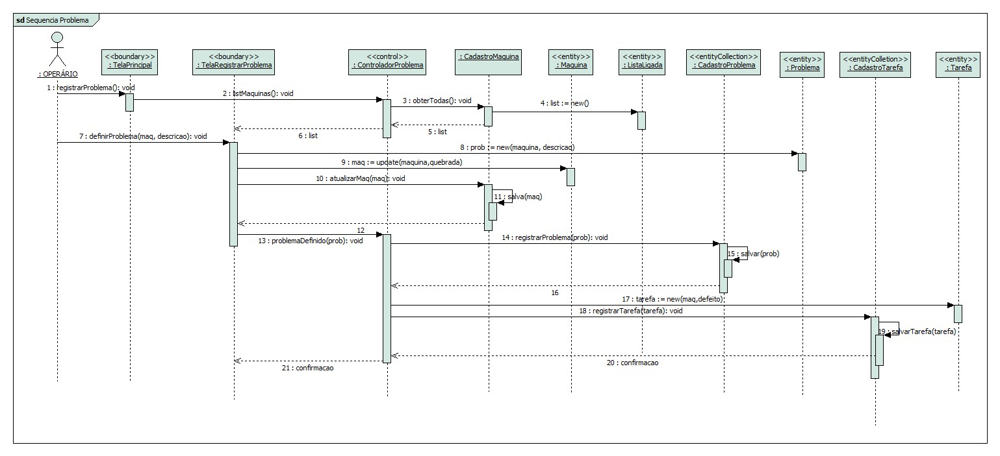 sd Sequencia Problema
: OPERÁRIO
<<boundary>>
: TelaPrincipal
<<boundary>>
: TelaRegistrarProblema
<<control>>
: ControladorProblema
: CadastroMaquina
<<entity>>
: Maquina
<<entity>>
: ListaLigada
<<entityCollection>>
: CadastroProblema
<<entity>>
: Problema
<<entityColletion>>
: CadastroTarefa
<<entity>>
: Tarefa
1 : registrarProblema(): void
2 : listMaquinas(): void
3 : obterTodas(): void
4 : list := new()
5 : list
6 : list
7 : definirProblema(maq, descricao): void
8 : prob := new(maquina, descricao)
9 : maq := update(maquina,quebrada)
10 : atualizarMaq(maq): void
11 : salva(maq)
12
13 : problemaDefinido(prob): void
14 : registrarProblema(prob): void
15 : salvar(prob)
16
17 : tarefa := new(maq,defeito)
18 : registrarTarefa(tarefa): void
19 : salvarTarefa(tarefa)
20 : confirmacao
21 : confirmacao